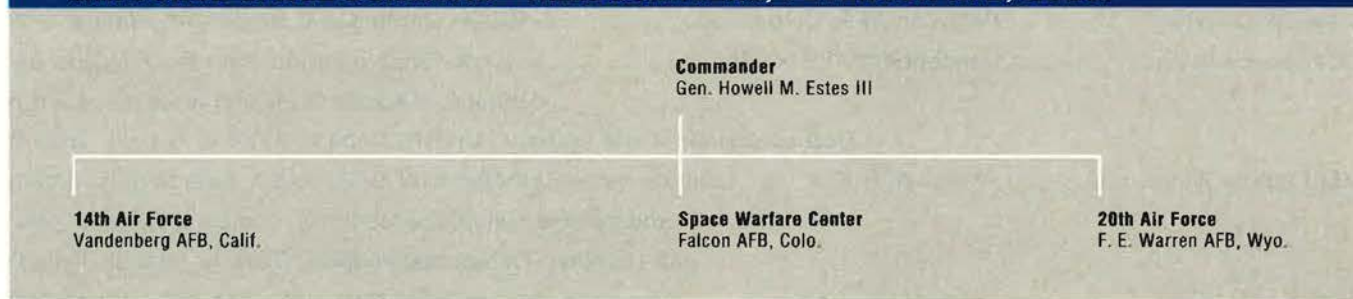 Commander
Gen. Howell M. Estes III
14th Air Force
Vandenberg AFB, Calif.
Space Warfare Center
Falcon AFB, Colo.
20th Air Force
F. E. Warren AFB, Wyo.